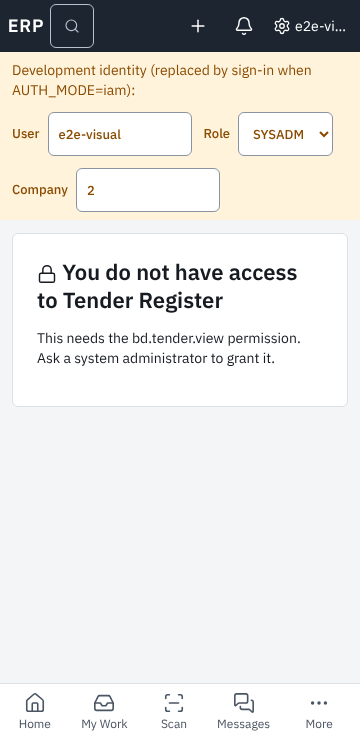 ERP
e2e-vi...
Development identity (replaced by sign-in when
AUTH_MODE=iam):
User e2e-visual Role SYSADM
Company 2
You do not have access
to Tender Register
This needs the bd.tender.view permission.
Ask a system administrator to grant it.
Home My Work Scan Messages More